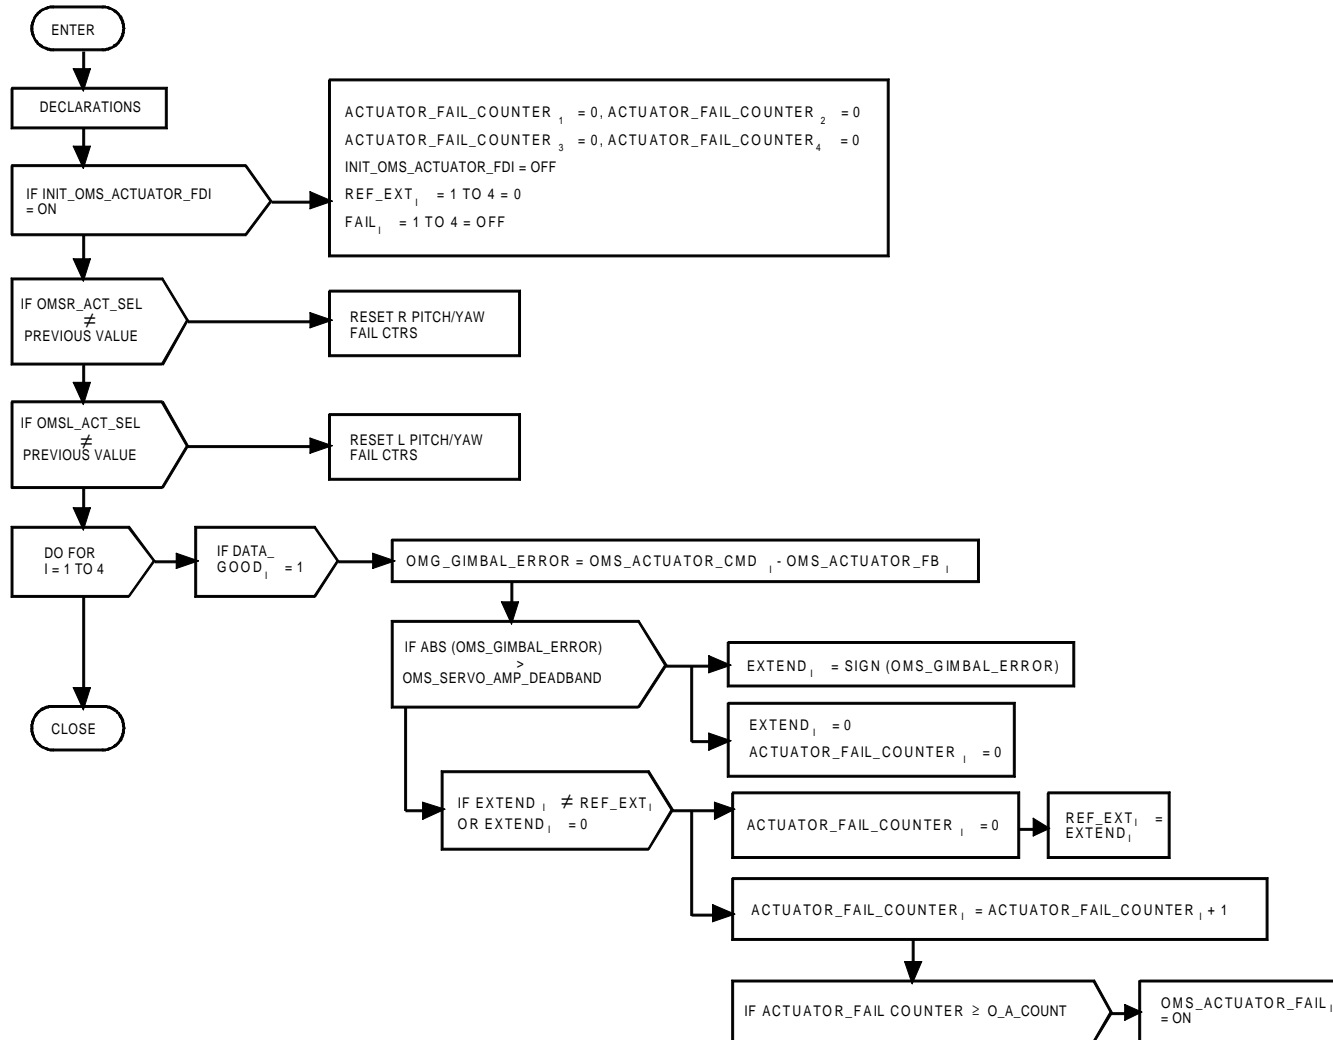 ENTER
DECLARATIONS
IF INIT_OMS_ACTUATOR_FDI
= ON
ACTUATOR_FAIL_COUNTER 1 = 0, ACTUATOR_FAIL_COUNTER 2 = 0
ACTUATOR_FAIL_COUNTER 3 = 0, ACTUATOR_FAIL_COUNTER 4 = 0
INIT_OMS_ACTUATOR_FDI = OFF
REF_EXT I = 1 TO 4 = 0
FAIL I = 1 TO 4 = OFF
IF OMSR_ACT_SEL
≠
PREVIOUS VALUE
RESET R PITCH/YAW
FAIL CTRS
IF OMSL_ACT_SEL
≠
PREVIOUS VALUE
RESET L PITCH/YAW
FAIL CTRS
DO FOR
I = 1 TO 4
IF DATA_
GOOD I = 1
OMG_GIMBAL_ERROR = OMS_ACTUATOR_CMD I - OMS_ACTUATOR_FB I
IF ABS (OMS_GIMBAL_ERROR)
>
OMS_SERVO_AMP_DEADBAND
EXTEND I = SIGN (OMS_GIMBAL_ERROR)
EXTEND I = 0
ACTUATOR_FAIL_COUNTER I = 0
CLOSE
IF EXTEND I ≠ REF_EXT I
OR EXTEND I = 0
ACTUATOR_FAIL_COUNTER I = 0
REF_EXT I =
EXTEND I
ACTUATOR_FAIL_COUNTER I = ACTUATOR_FAIL_COUNTER I + 1
IF ACTUATOR_FAIL COUNTER ≥ O_A_COUNT
OMS_ACTUATOR_FAIL I
= ON